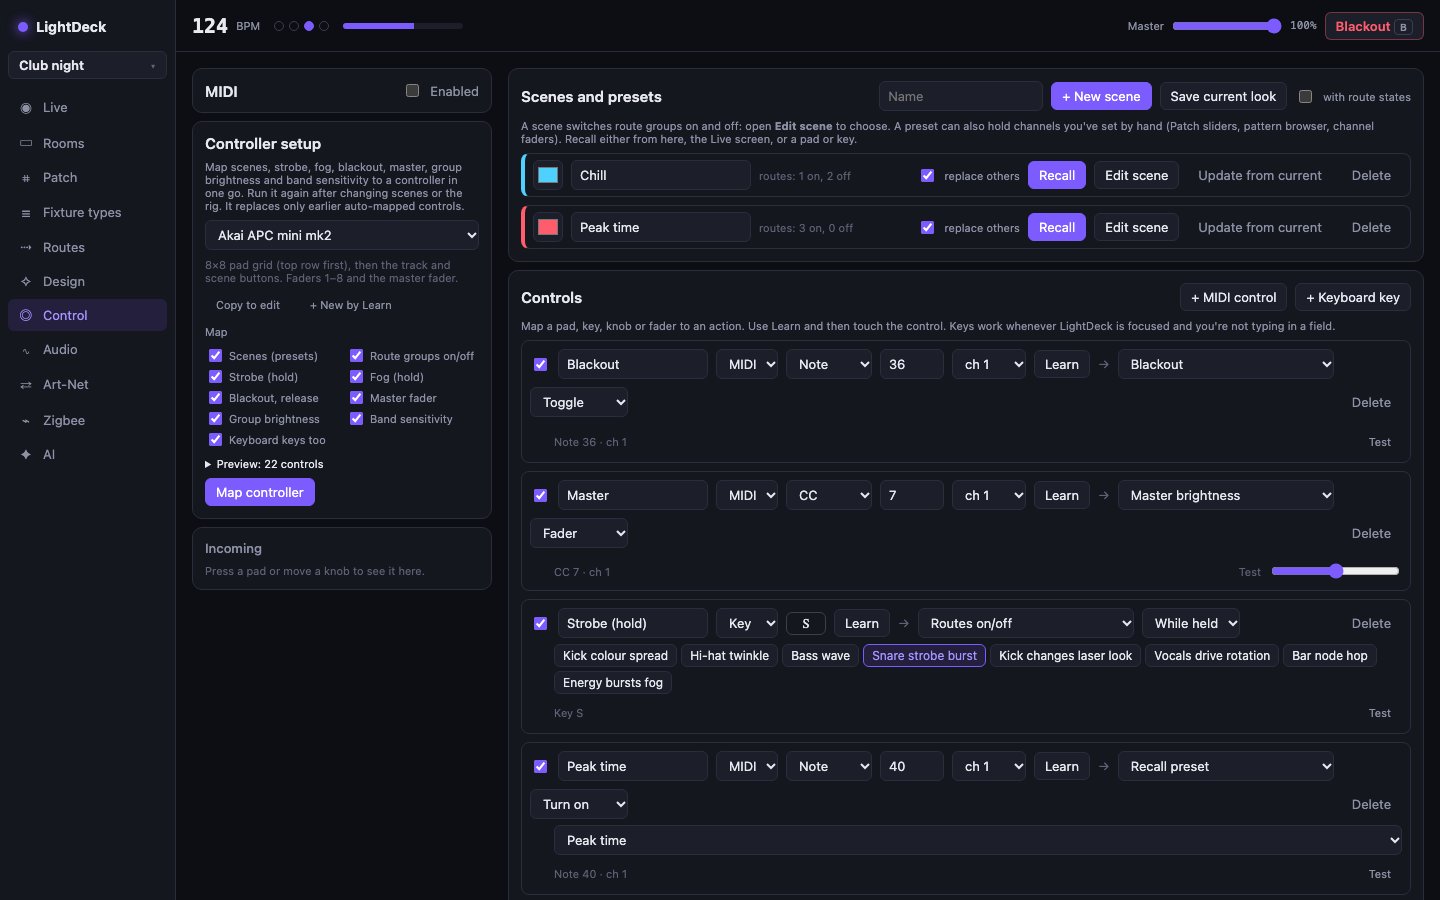 LightDeck
Club night
Live
Rooms
Patch
Fixture types
Routes
Design
Control
Audio
Art-Net
Zigbee
AI
124 BPM
Master 100% Blackout B
MIDI Enabled
Controller setup
Map scenes, strobe, fog, blackout, master, group
brightness and band sensitivity to a controller in
one go. Run it again after changing scenes or the
rig. It replaces only earlier auto-mapped controls.
Akai APC mini mk2
8×8 pad grid (top row first), then the track and
scene buttons. Faders 1–8 and the master fader.
Copy to edit + New by Learn
Map
Scenes (presets) Route groups on/off
Strobe (hold) Fog (hold)
Blackout, release Master fader
Group brightness Band sensitivity
Keyboard keys too
Preview: 22 controls
Map controller
Incoming
Press a pad or move a knob to see it here.
Scenes and presets Name + New scene Save current look with route states
A scene switches route groups on and off: open Edit scene to choose. A preset can also hold channels you've set by hand (Patch sliders, pattern browser, channel
faders). Recall either from here, the Live screen, or a pad or key.
Chill routes: 1 on, 2 off replace others Recall Edit scene Update from current Delete
Peak time routes: 3 on, 0 off replace others Recall Edit scene Update from current Delete
Controls + MIDI control + Keyboard key
Map a pad, key, knob or fader to an action. Use Learn and then touch the control. Keys work whenever LightDeck is focused and you're not typing in a field.
Blackout MIDI Note 36 ch 1 Learn → Blackout
Toggle Delete
Note 36 · ch 1 Test
Master MIDI CC 7 ch 1 Learn → Master brightness
Fader Delete
CC 7 · ch 1 Test
Strobe (hold) Key S Learn → Routes on/off While held Delete
Kick colour spread Hi-hat twinkle Bass wave Snare strobe burst Kick changes laser look Vocals drive rotation Bar node hop
Energy bursts fog
Key S Test
Peak time MIDI Note 40 ch 1 Learn → Recall preset
Turn on Delete
Peak time
Note 40 · ch 1 Test